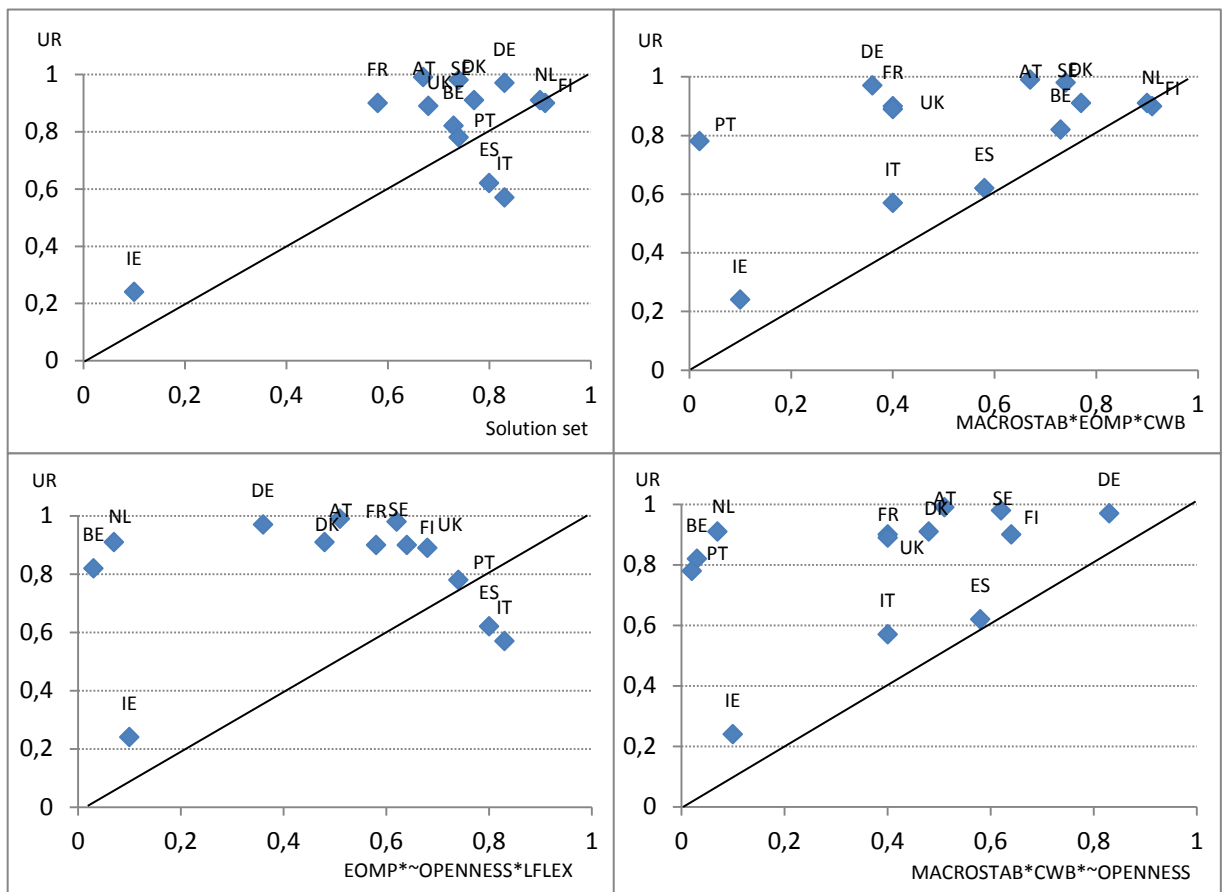 UR
FR
AT
SE
DK
DE
UK
BE
NL
FI
PT
ES
IT
IE
1
0,8
0,6
0,4
0,2
0
0 0,2 0,4 0,6 0,8 1
Solution set
UR
DE
FR
AT
SE
DK
NL
FI
UK
BE
PT
IT
ES
IE
1
0,8
0,6
0,4
0,2
0
0 0,2 0,4 0,6 0,8 1
MACROSTAB*EOMP*CWB
UR
DE
NL
BE
AT
FR
SE
DK
FI
UK
PT
ES
IT
IE
1
0,8
0,6
0,4
0,2
0
0 0,2 0,4 0,6 0,8 1
EOMP*~OPENNESS*LFLEX
UR
NL
BE
PT
AT
SE
DE
FR
DK
FI
UK
IT
ES
IE
1
0,8
0,6
0,4
0,2
0
0 0,2 0,4 0,6 0,8 1
MACROSTAB*CWB*~OPENNESS